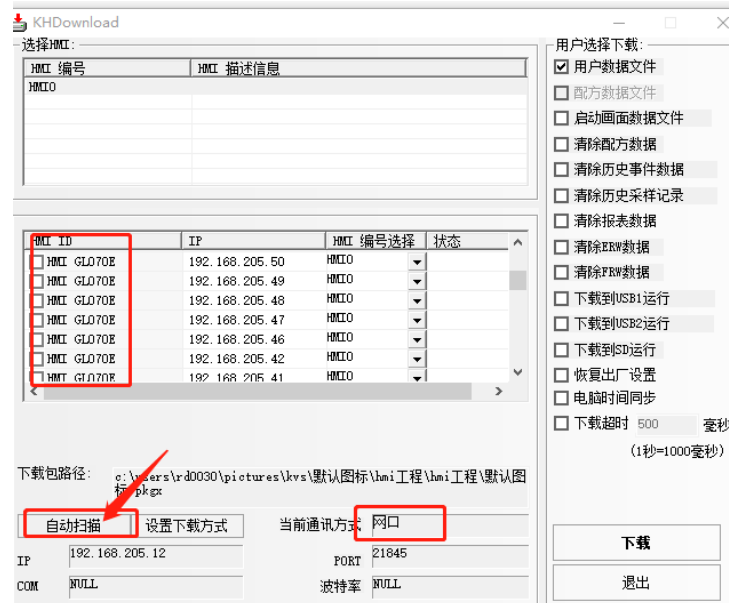 KHDownload
选择HMI:
HMI 编号 HMI 描述信息
HMI0
HMI ID IP HMI 编号选择 状态
HMI GL070E 192.168.205.50 HMI0
HMI GL070E 192.168.205.49 HMI0
HMI GL070E 192.168.205.48 HMI0
HMI GL070E 192.168.205.47 HMI0
HMI GL070E 192.168.205.46 HMI0
HMI GL070E 192.168.205.42 HMI0
HMI GL070E 192.168.205.41 HMI0
下载包路径: c:\users\rd0030\pictures\kvs\默认图标\hmi工程\hmi工程\默认图
标.pkgx
自动扫描 设置下载方式 当前通讯方式 网口
IP 192.168.205.12 PORT 21845
COM NULL 波特率 NULL
用户选择下载:
用户数据文件
配方数据文件
启动画面数据文件
清除配方数据
清除历史事件数据
清除历史采样记录
清除报表数据
清除ERW数据
清除FRW数据
下载到USB1运行
下载到USB2运行
下载到SD运行
恢复出厂设置
电脑时间同步
下载超时 500 毫秒
(1秒=1000毫秒)
下载
退出